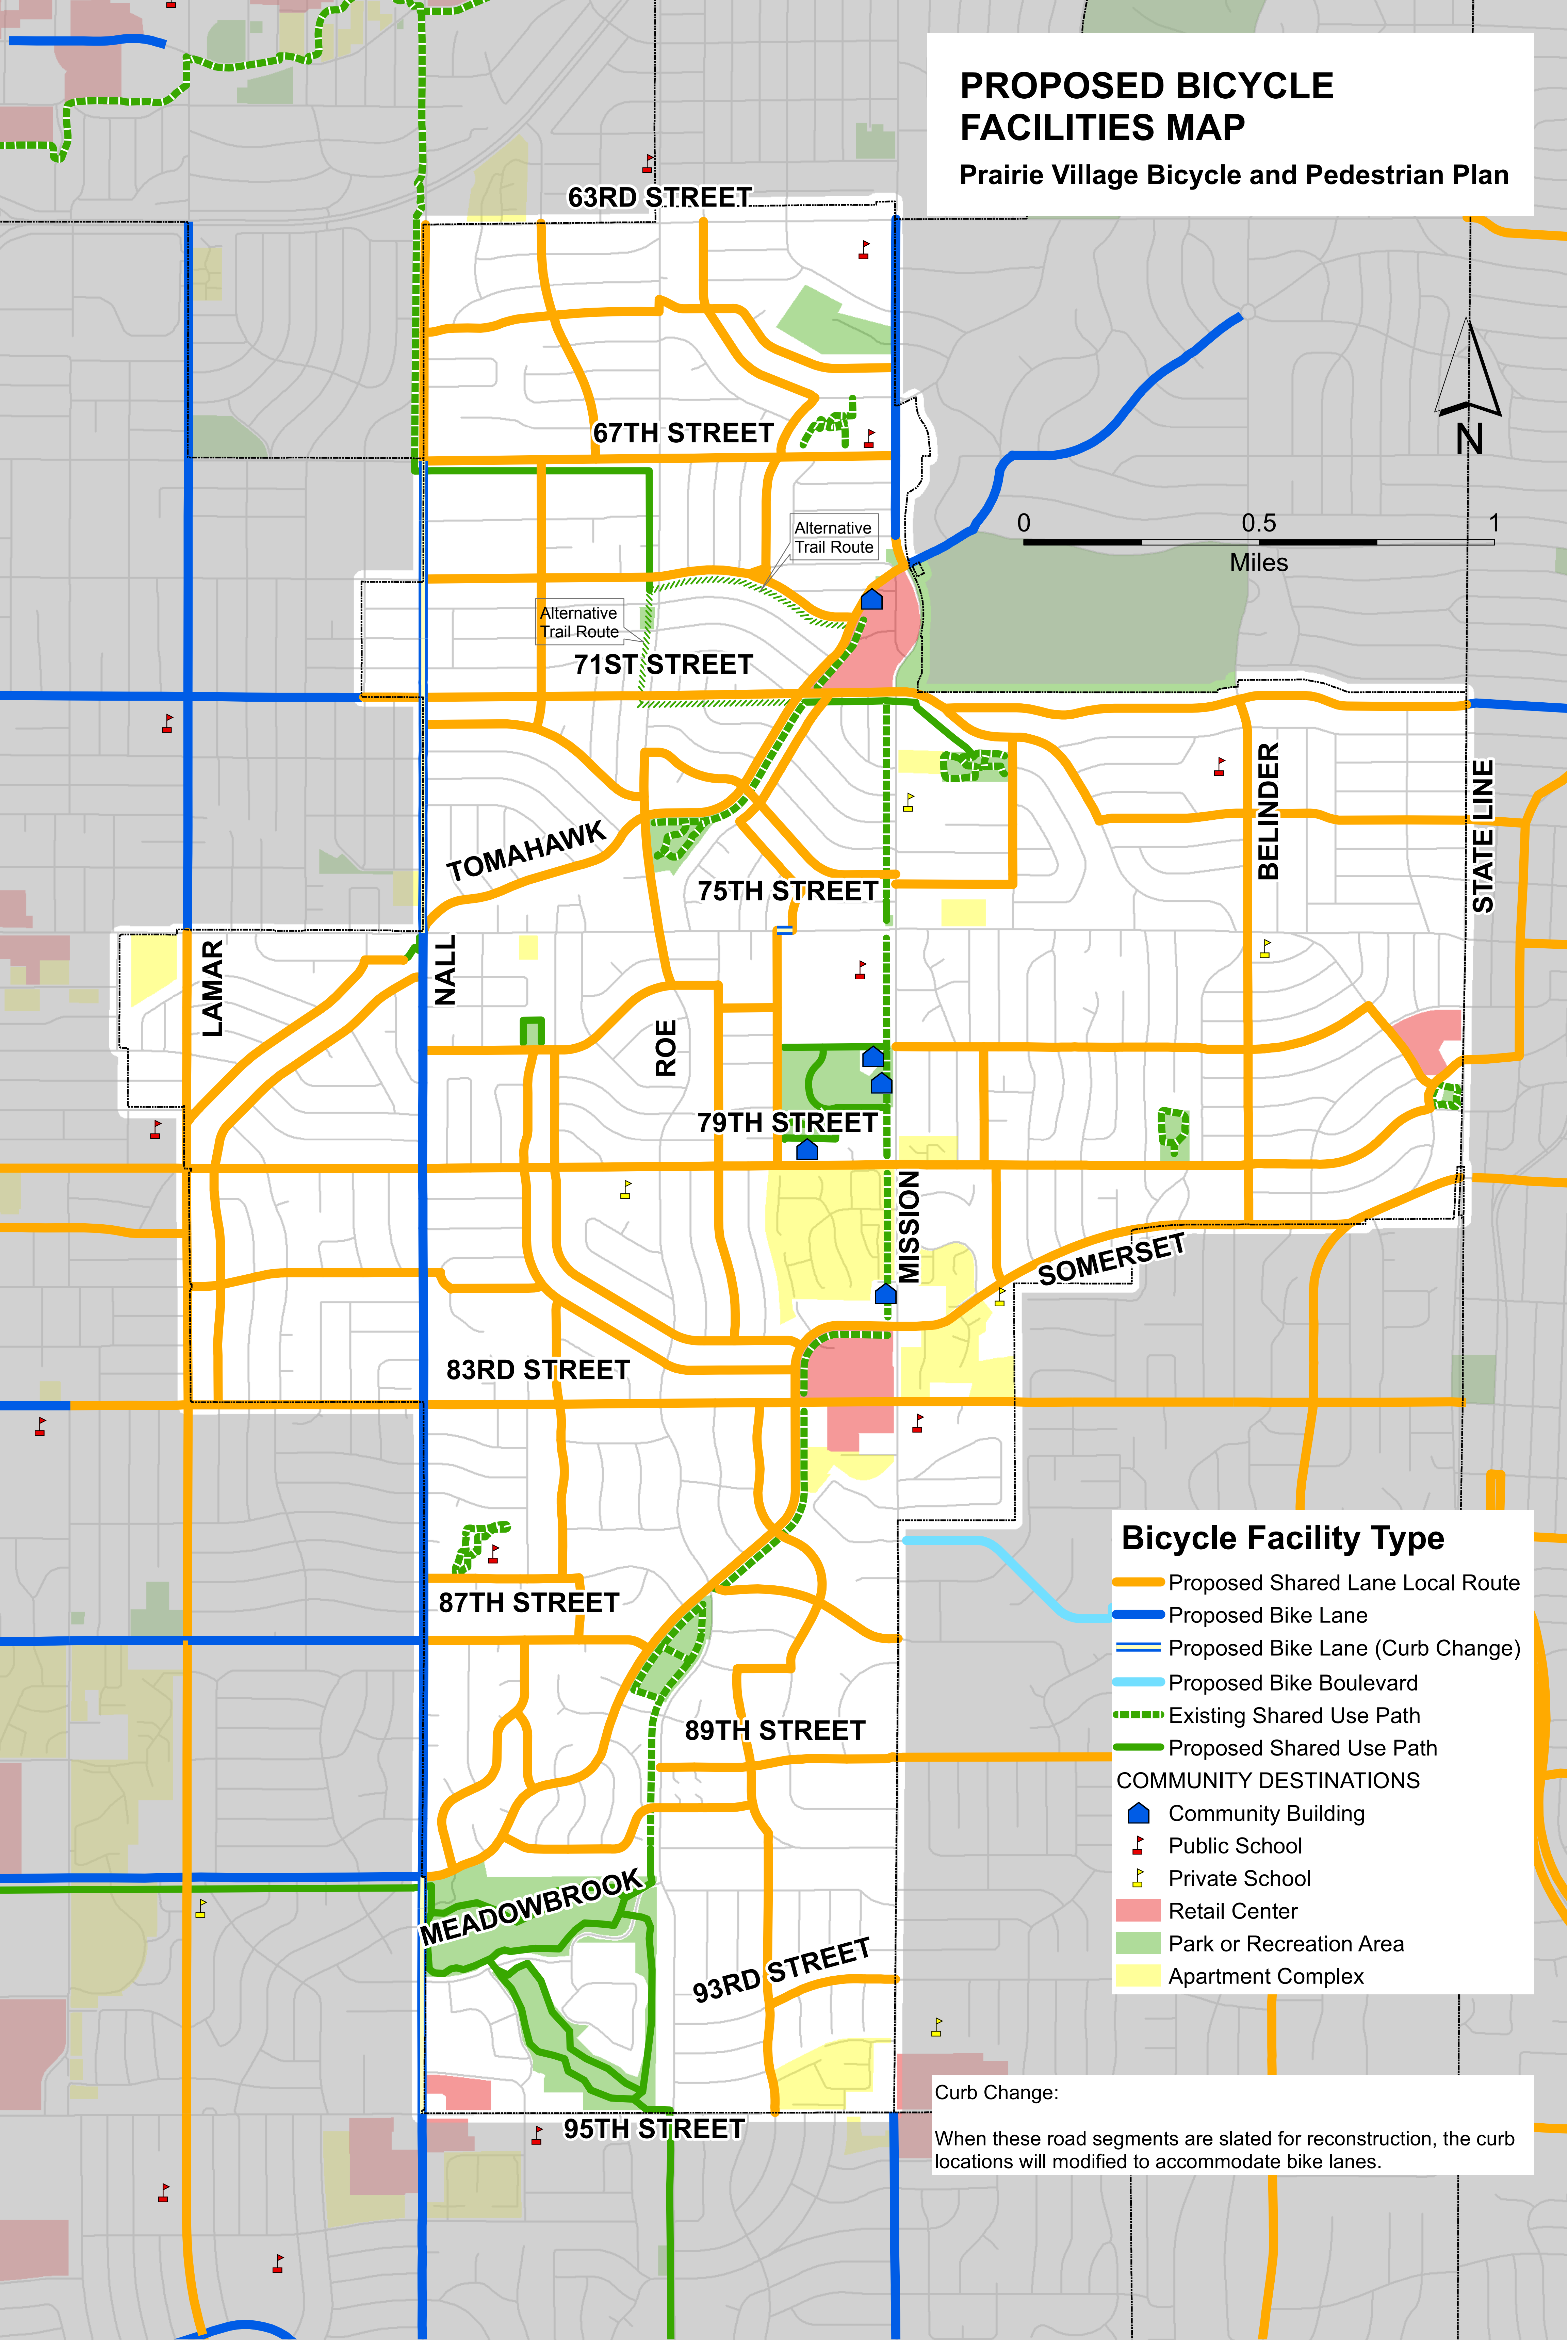 PROPOSED BICYCLE
FACILITIES MAP
Prairie Village Bicycle and Pedestrian Plan
63RD STREET
67TH STREET
N
0 0.5 1
Miles
Alternative
Trail Route
Alternative
Trail Route
71ST STREET
BELINDER
STATE LINE
TOMAHAWK
75TH STREET
LAMAR
NALL
ROE
79TH STREET
MISSION
SOMERSET
83RD STREET
87TH STREET
89TH STREET
MEADOWBROOK
93RD STREET
95TH STREET
Bicycle Facility Type
Proposed Shared Lane Local Route
Proposed Bike Lane
Proposed Bike Lane (Curb Change)
Proposed Bike Boulevard
Existing Shared Use Path
Proposed Shared Use Path
COMMUNITY DESTINATIONS
Community Building
Public School
Private School
Retail Center
Park or Recreation Area
Apartment Complex
Curb Change:
When these road segments are slated for reconstruction, the curb
locations will modified to accommodate bike lanes.